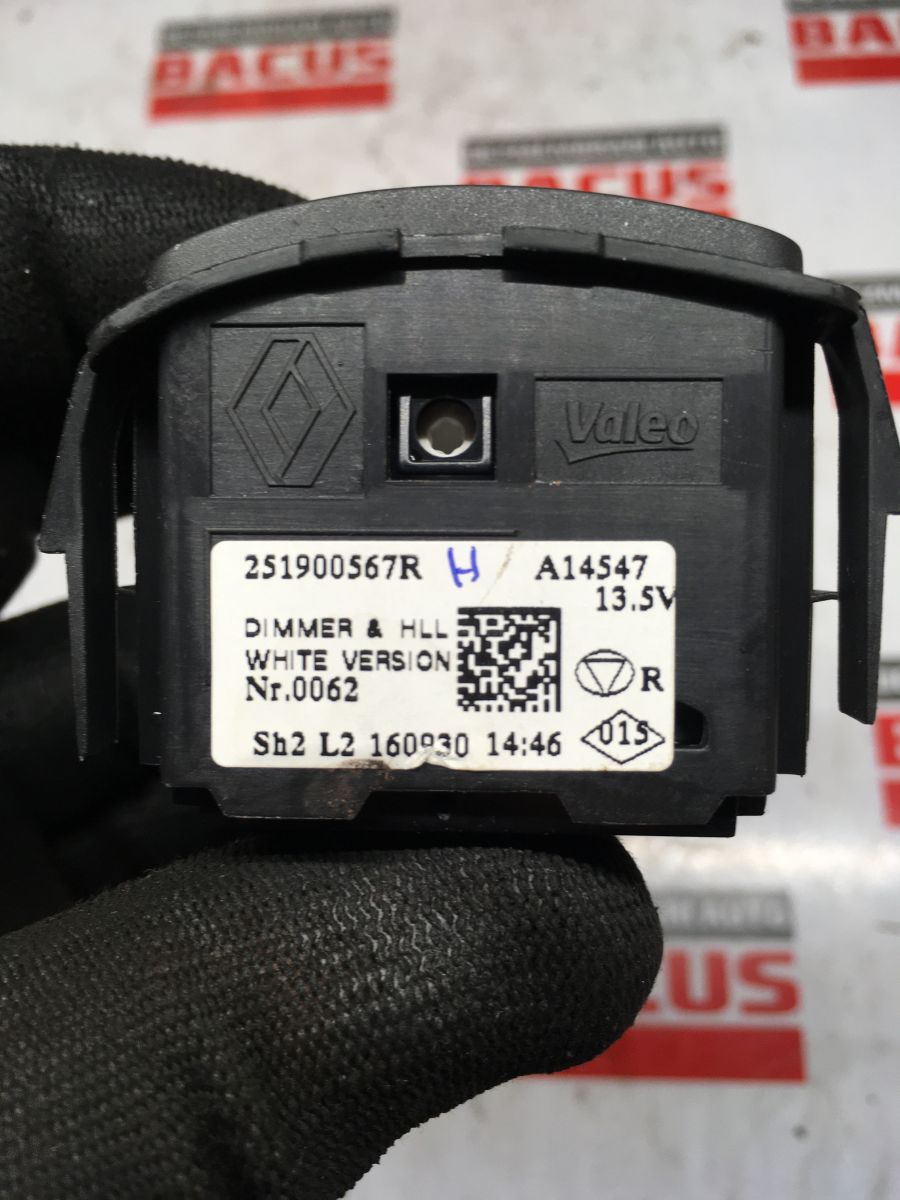 BACUS
BACUS
BACUS
Valeo
251900567R H A14547
13.5V
DIMMER & HLL
WHITE VERSION
Nr.0062
R
Sh2 L2 160930 14:46
015